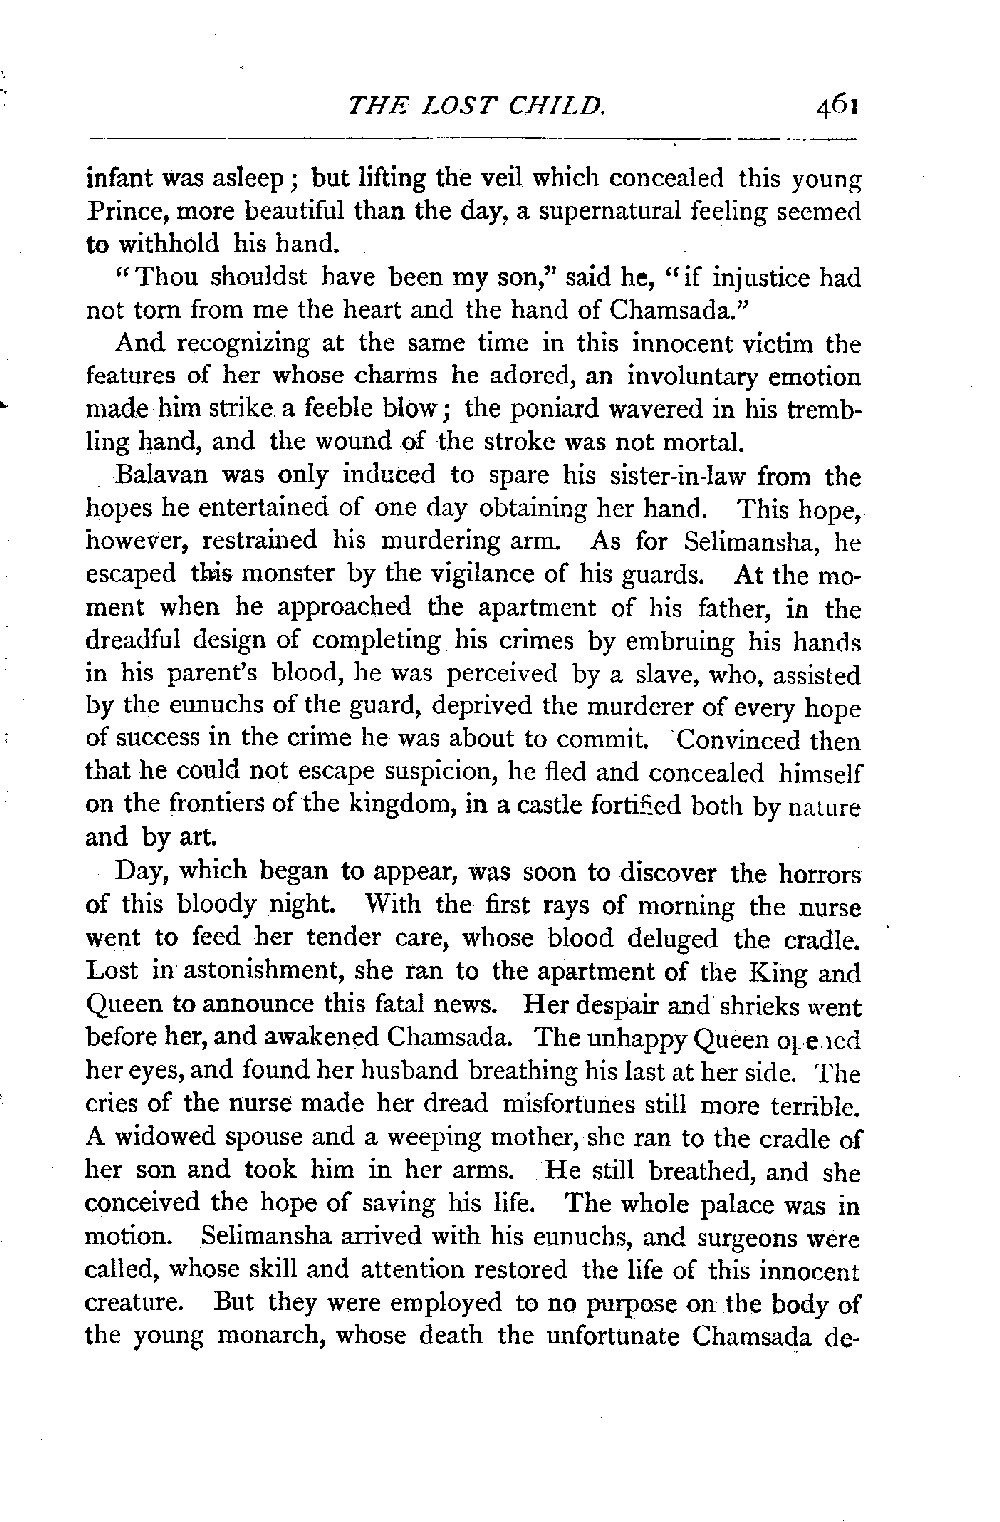 THE LOST CHILD. 461
infant was asleep; but lifting the veil which concealed this young
Prince, more beautiful than the day, a supernatural feeling seemed
to withhold his hand.
"Thou shouldst have been my son," said he, "if injustice had
not torn from me the heart and the hand of Chamsada."
And recognizing at the same time in this innocent victim the
features of her whose charms he adored, an involuntary emotion
made him strike a feeble blow; the poniard wavered in his tremb-
ling hand, and the wound of the stroke was not mortal.
Balavan was only induced to spare his sister-in-law from the
hopes he entertained of one day obtaining her hand. This hope,
however, restrained his murdering arm. As for Selimansha, he
escaped this monster by the vigilance of his guards. At the mo-
ment when he approached the apartment of his father, in the
dreadful design of completing his crimes by embruing his hands
in his parent's blood, he was perceived by a slave, who, assisted
by the eunuchs of the guard, deprived the murderer of every hope
of success in the crime he was about to commit. Convinced then
that he could not escape suspicion, he fled and concealed himself
on the frontiers of the kingdom, in a castle fortified both by nature
and by art.
Day, which began to appear, was soon to discover the horrors
of this bloody night. With the first rays of morning the nurse
went to feed her tender care, whose blood deluged the cradle.
Lost in astonishment, she ran to the apartment of the King and
Queen to announce this fatal news. Her despair and shrieks went
before her, and awakened Chamsada. The unhappy Queen opened
her eyes, and found her husband breathing his last at her side. The
cries of the nurse made her dread misfortunes still more terrible.
A widowed spouse and a weeping mother, she ran to the cradle of
her son and took him in her arms. He still breathed, and she
conceived the hope of saving his life. The whole palace was in
motion. Selimansha arrived with his eunuchs, and surgeons were
called, whose skill and attention restored the life of this innocent
creature. But they were employed to no purpose on the body of
the young monarch, whose death the unfortunate Chamsada de-